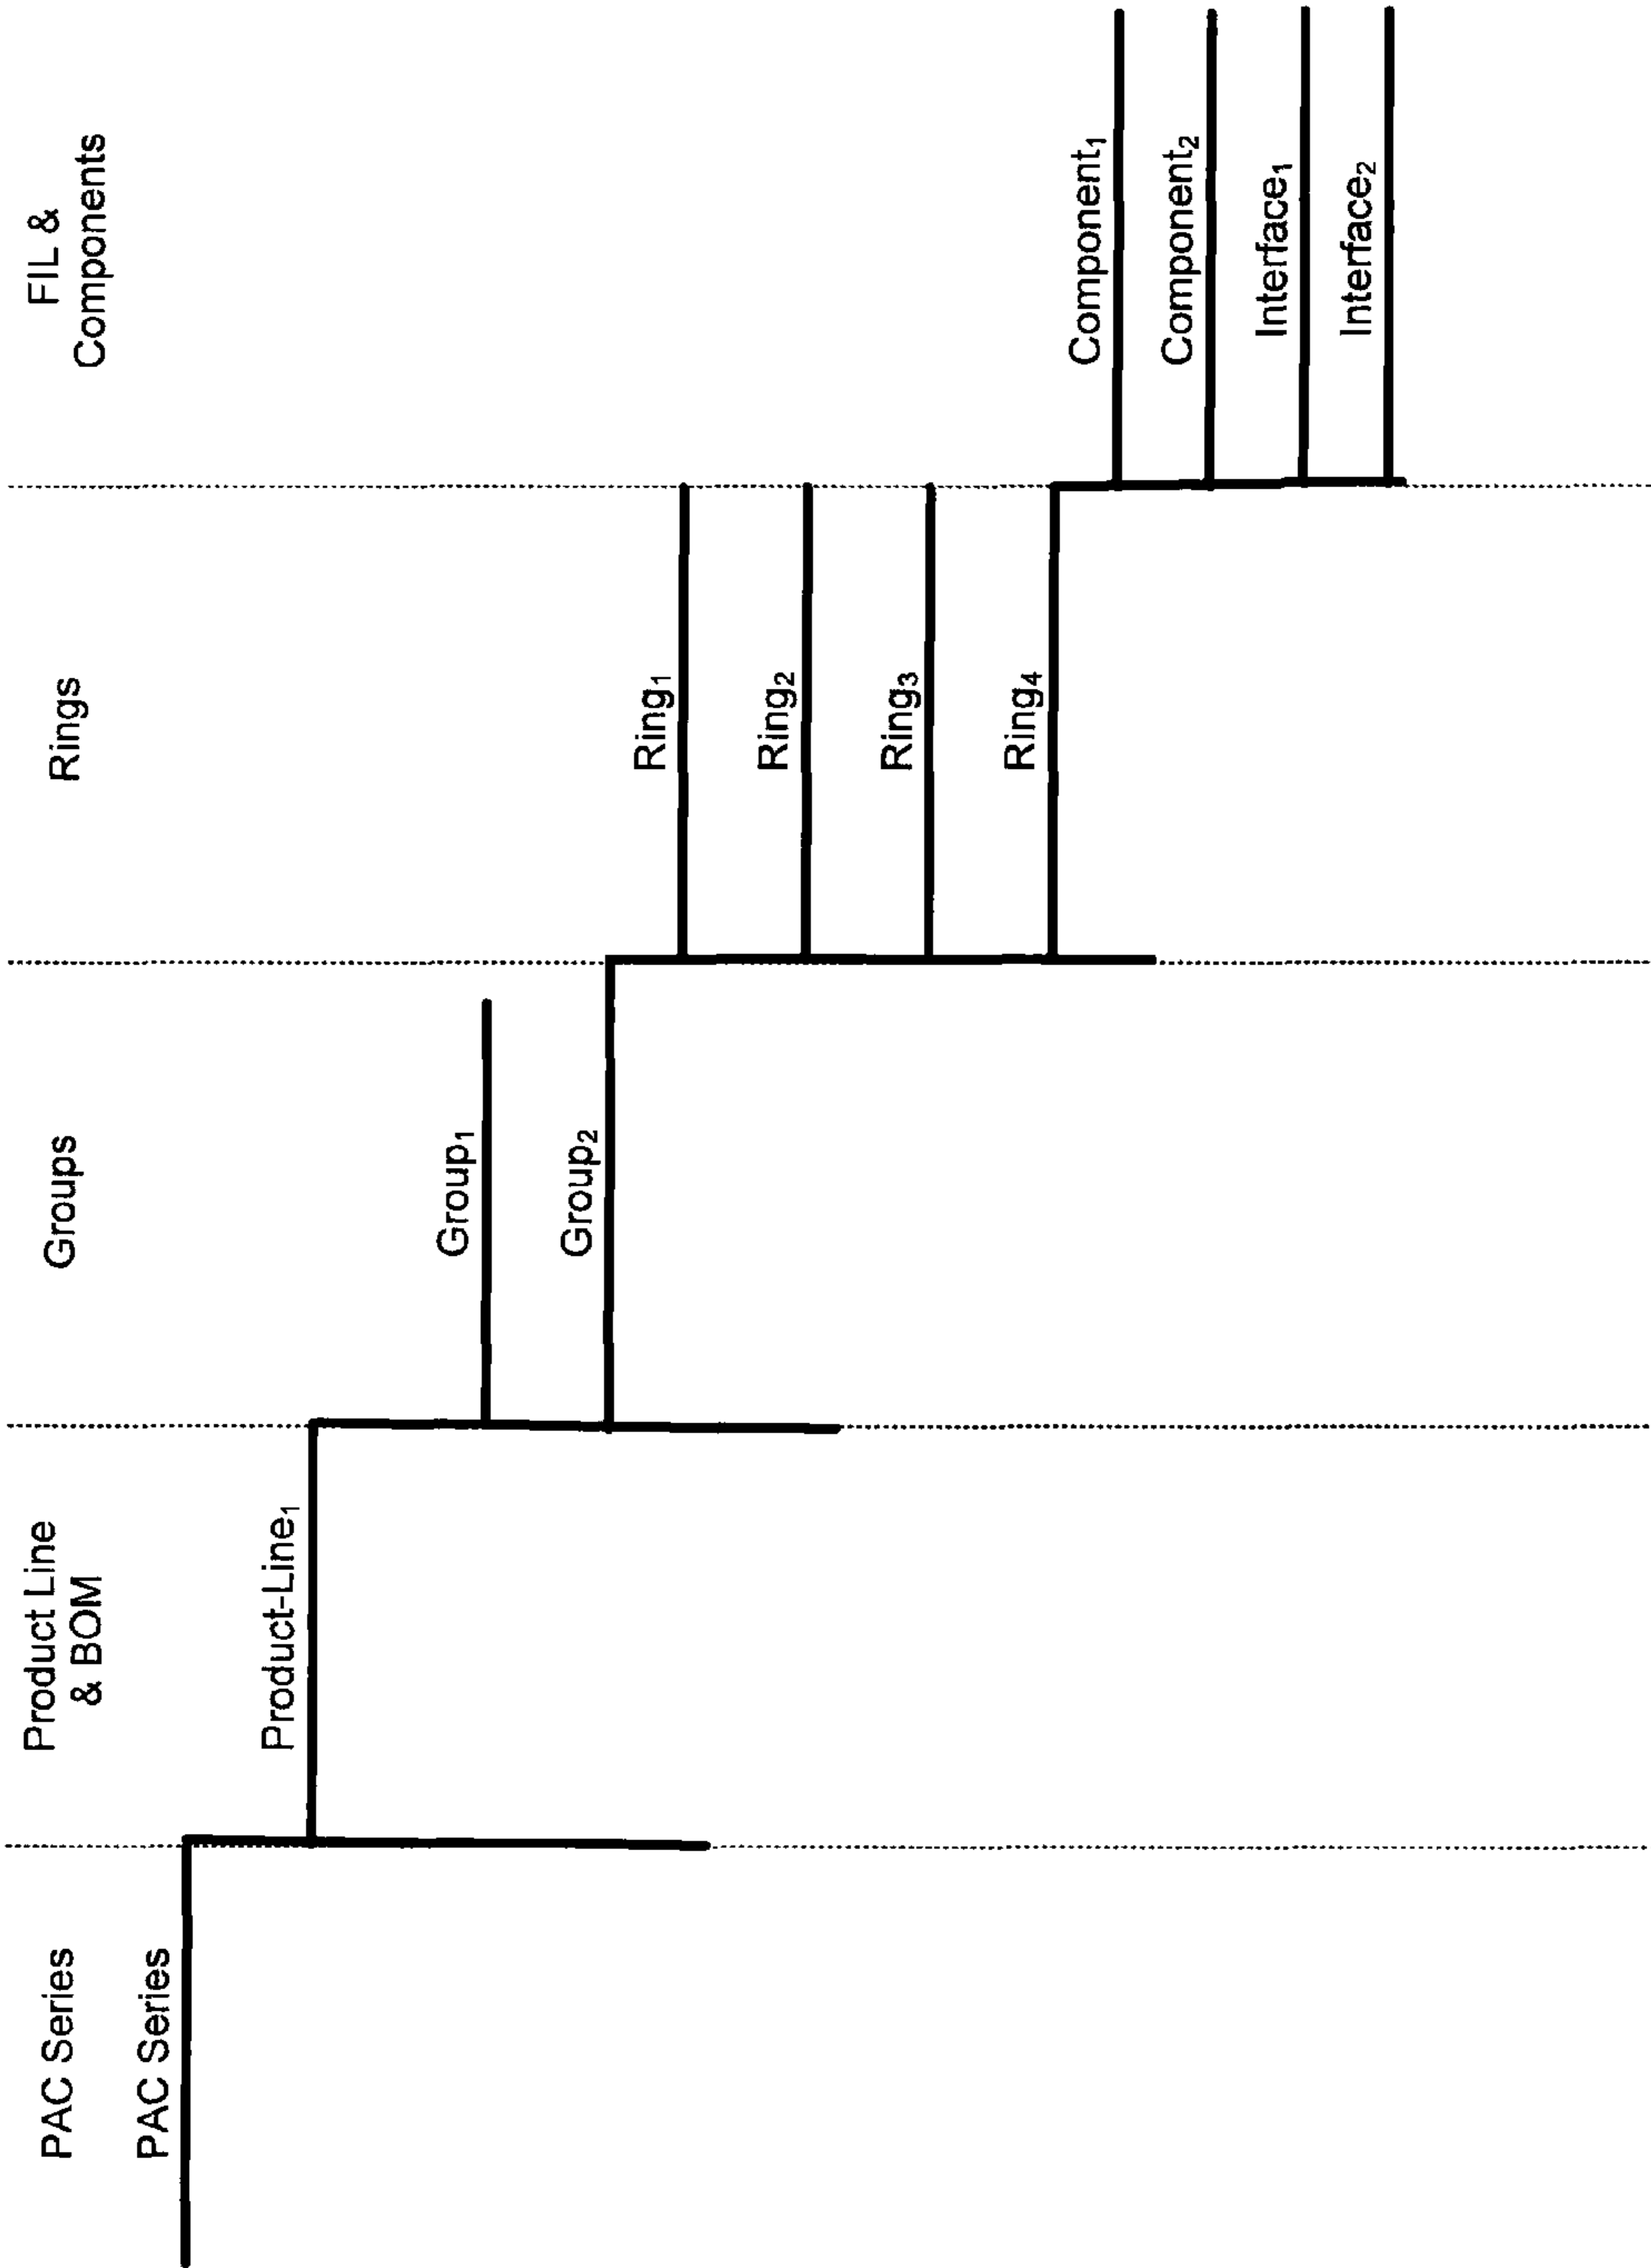 PAC Series
Product Line
& BOM
Groups
Rings
FIL &
Components
PAC Series
Product-Line₁
Group₁
Group₂
Ring₁
Ring₂
Ring₃
Ring₄
Component₁
Component₂
Interface₁
Interface₂